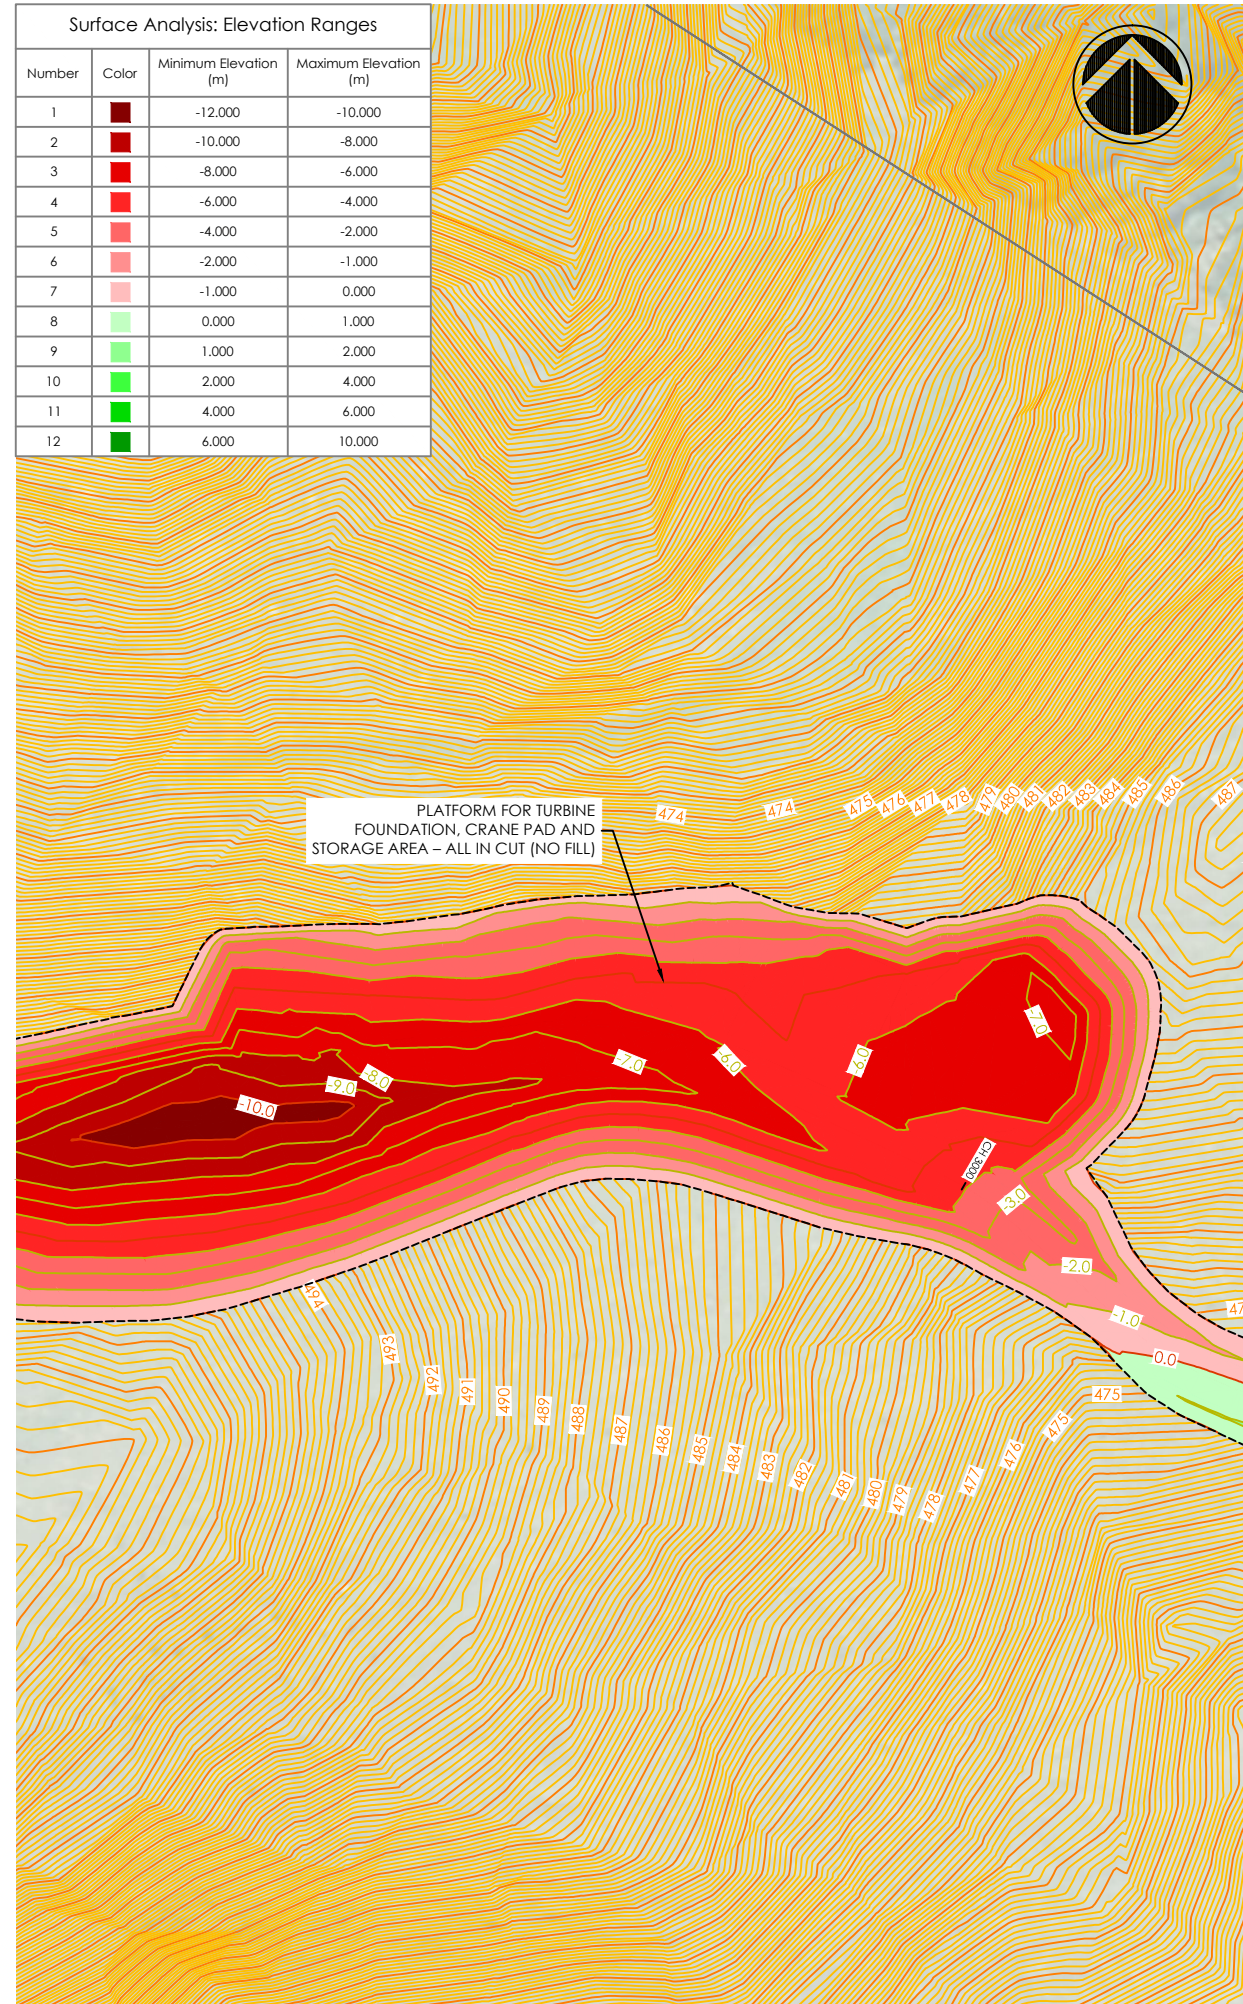 Surface Analysis: Elevation Ranges
Number Color Minimum Elevation (m) Maximum Elevation (m)
1 -12.000 -10.000
2 -10.000 -8.000
3 -8.000 -6.000
4 -6.000 -4.000
5 -4.000 -2.000
6 -2.000 -1.000
7 -1.000 0.000
8 0.000 1.000
9 1.000 2.000
10 2.000 4.000
11 4.000 6.000
12 6.000 10.000
474 474 475 476 477 478 479 480 481 482 483 484 485 486 487
PLATFORM FOR TURBINE
FOUNDATION, CRANE PAD AND
STORAGE AREA – ALL IN CUT (NO FILL)
-7.0
-7.0
-6.0
-6.0
-8.0
-9.0
-10.0
CH 3000
-3.0
-2.0
-1.0
0.0
494
493
492
491
490
489
488
487
486
485
484
483
482
481
480
479
478
477
476
475
475